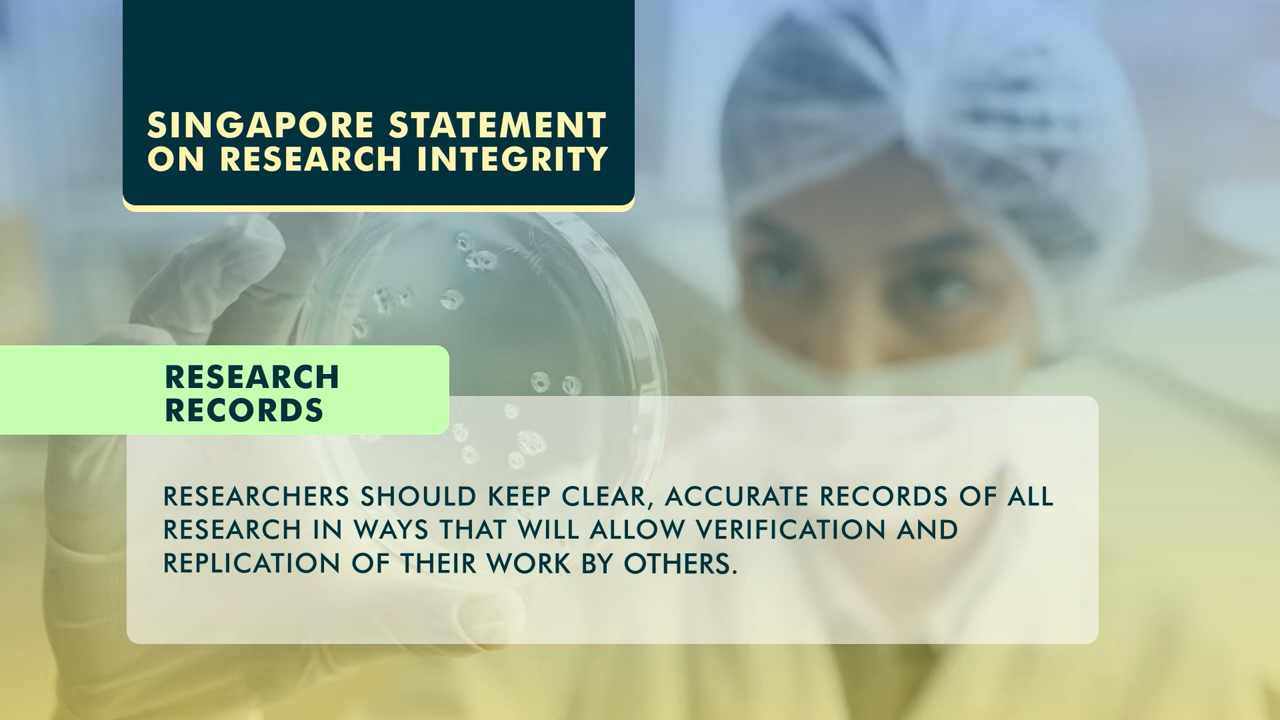 SINGAPORE STATEMENT
ON RESEARCH INTEGRITY
RESEARCH
RECORDS
RESEARCHERS SHOULD KEEP CLEAR, ACCURATE RECORDS OF ALL
RESEARCH IN WAYS THAT WILL ALLOW VERIFICATION AND
REPLICATION OF THEIR WORK BY OTHERS.